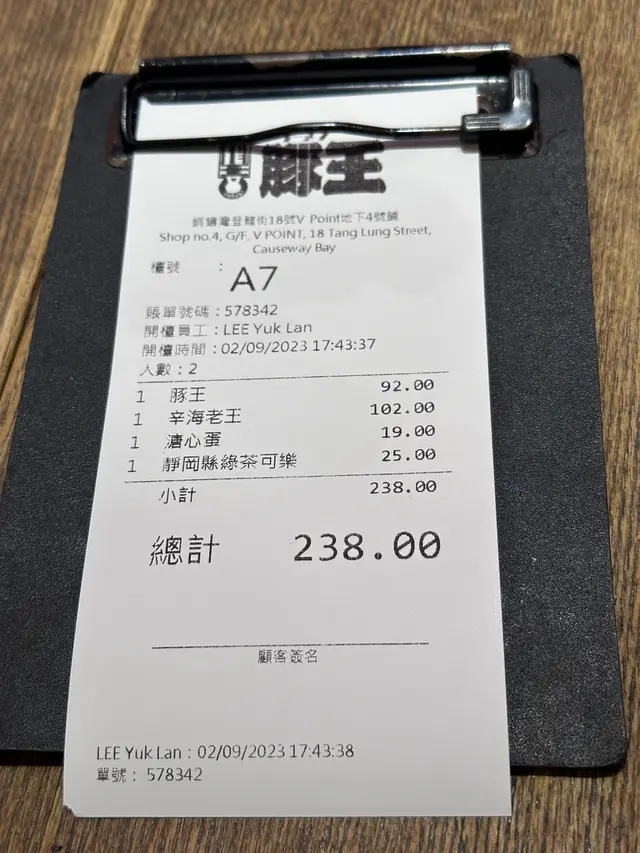 豚王
銅鑼灣登龍街18號V Point地下4號舖
Shop no.4, G/F, V POINT, 18 Tang Lung Street,
Causeway Bay
檯號 : A7
賬單號碼：578342
開檯員工：LEE Yuk Lan
開檯時間：02/09/2023 17:43:37
人數：2
1 豚王 92.00
1 辛海老王 102.00
1 溏心蛋 19.00
1 靜岡縣綠茶可樂 25.00
小計 238.00
總計 238.00
顧客簽名
LEE Yuk Lan：02/09/2023 17:43:38
單號：578342